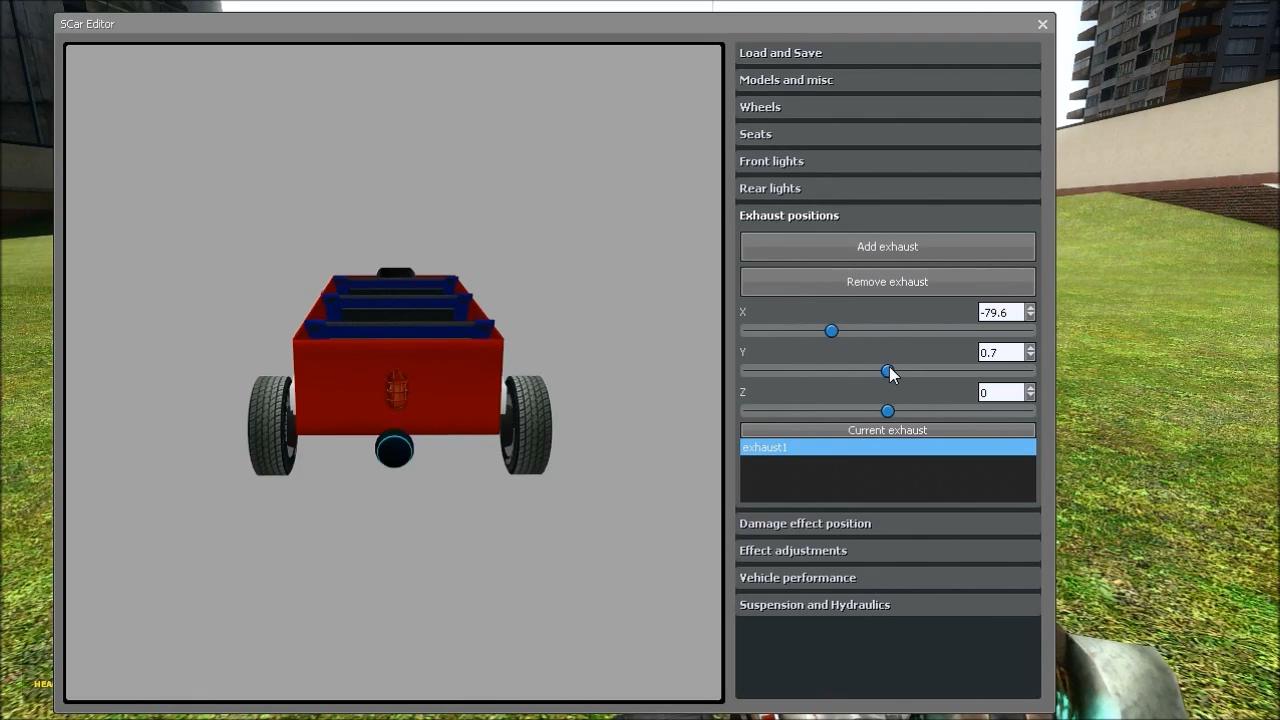 SCar Editor
Load and Save
Models and misc
Wheels
Seats
Front lights
Rear lights
Exhaust positions
Add exhaust
Remove exhaust
X -79.6
Y 0.7
Z 0
Current exhaust
exhaust1
Damage effect position
Effect adjustments
Vehicle performance
Suspension and Hydraulics
HEA